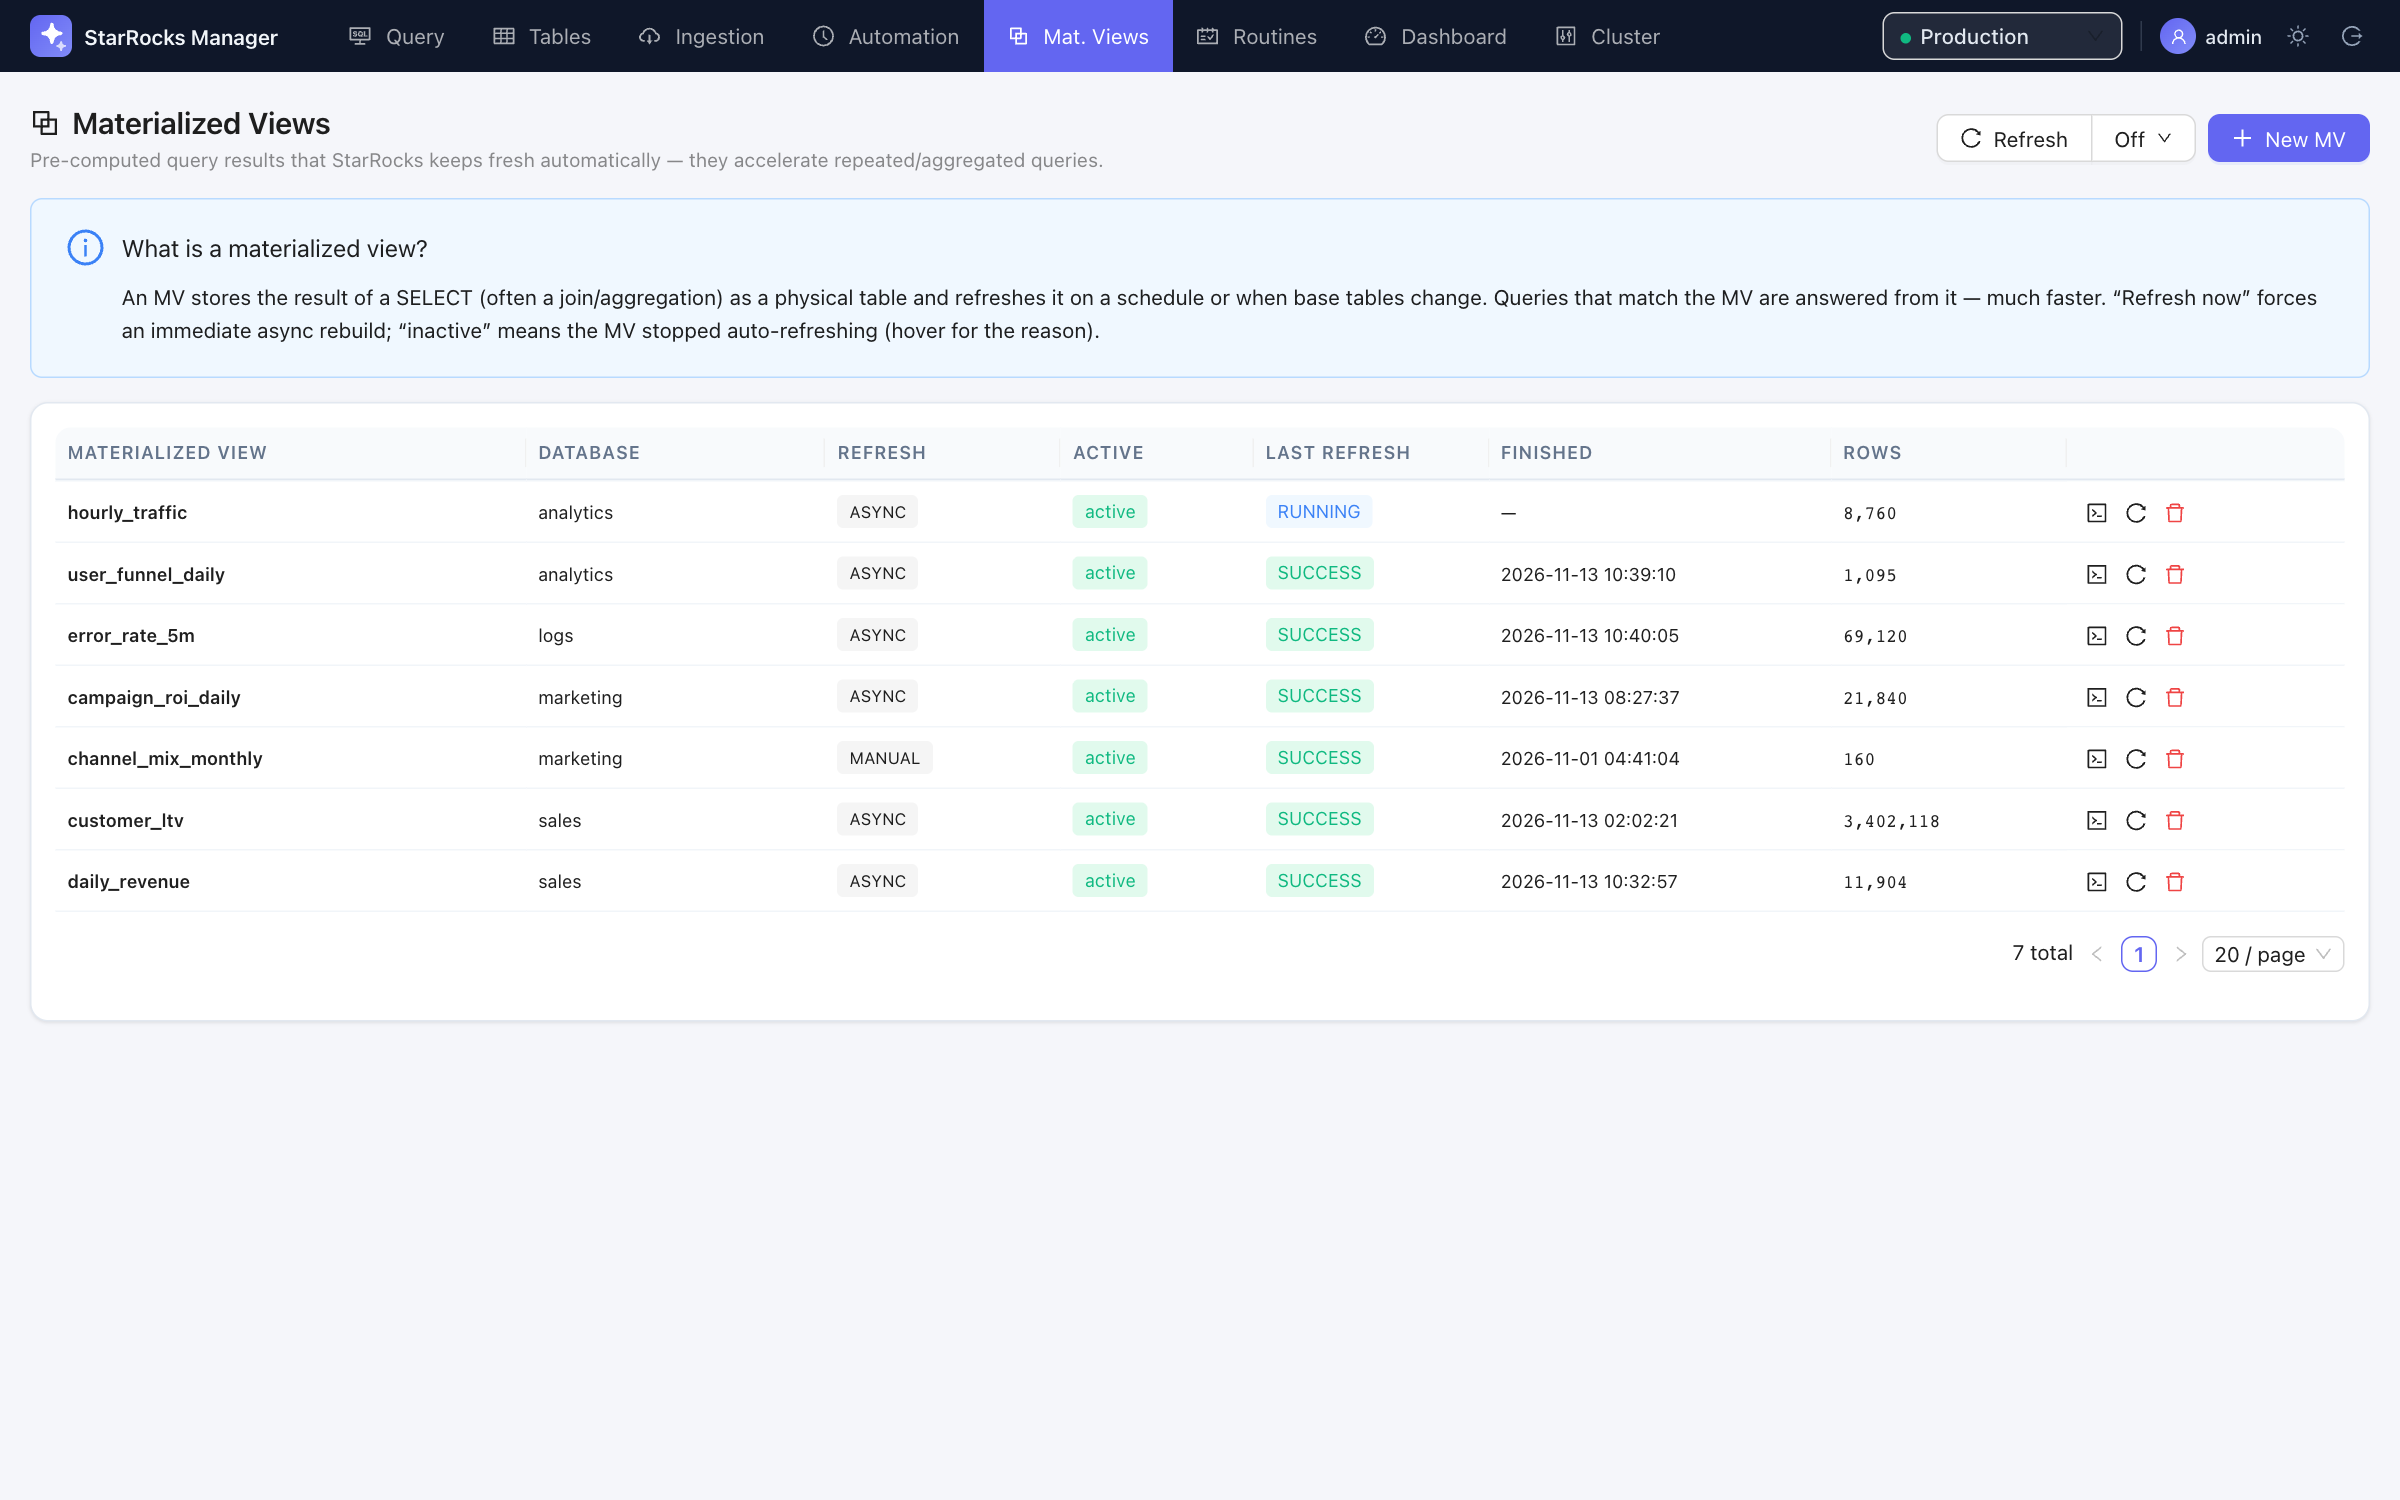 StarRocks Manager
SQL Query
Tables
Ingestion
Automation
Mat. Views
Routines
Dashboard
Cluster
Production
admin
Materialized Views
Pre-computed query results that StarRocks keeps fresh automatically — they accelerate repeated/aggregated queries.
Refresh
Off
New MV
What is a materialized view?
An MV stores the result of a SELECT (often a join/aggregation) as a physical table and refreshes it on a schedule or when base tables change. Queries that match the MV are answered from it — much faster. “Refresh now” forces
an immediate async rebuild; “inactive” means the MV stopped auto-refreshing (hover for the reason).
MATERIALIZED VIEW DATABASE REFRESH ACTIVE LAST REFRESH FINISHED ROWS
hourly_traffic analytics ASYNC active RUNNING — 8,760
user_funnel_daily analytics ASYNC active SUCCESS 2026-11-13 10:39:10 1,095
error_rate_5m logs ASYNC active SUCCESS 2026-11-13 10:40:05 69,120
campaign_roi_daily marketing ASYNC active SUCCESS 2026-11-13 08:27:37 21,840
channel_mix_monthly marketing MANUAL active SUCCESS 2026-11-01 04:41:04 160
customer_ltv sales ASYNC active SUCCESS 2026-11-13 02:02:21 3,402,118
daily_revenue sales ASYNC active SUCCESS 2026-11-13 10:32:57 11,904
7 total 1 20 / page